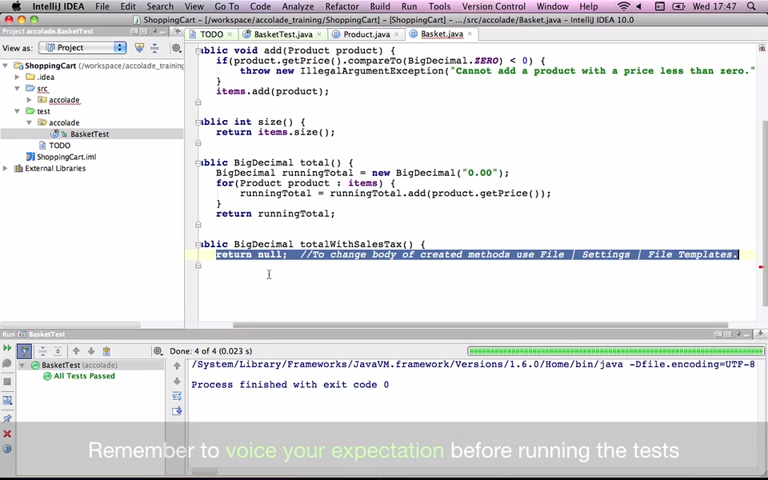 IntelliJ IDEA File Edit Search View Go To Code Analyze Refactor Build Run Tools Version Control Wed 17:47
ShoppingCart (/workspace/accolade_training/ShoppingCart) - [ShoppingCart] - .../src/accolade/Basket.java - IntelliJ IDEA 10.0
Project - accolade.BasketTest
TODO BasketTest.java Product.java Basket.java
View as: Project
ShoppingCart (/workspace/accolade_training
.idea
src
accolade
test
accolade
BasketTest
TODO
ShoppingCart.iml
External Libraries
ublic void add(Product product) {
if(product.getPrice().compareTo(BigDecimal.ZERO) < 0) {
throw new IllegalArgumentException("Cannot add a product with a price less than zero."
items.add(product);
ublic int size() {
return items.size();
ublic BigDecimal total() {
BigDecimal runningTotal = new BigDecimal("0.00");
for(Product product : items) {
runningTotal = runningTotal.add(product.getPrice());
}
return runningTotal;
ublic BigDecimal totalWithSalesTax() {
return null; //To change body of created methods use File | Settings | File Templates.
Run BasketTest
Done: 4 of 4 (0.023 s)
BasketTest (accolade)
All Tests Passed
/System/Library/Frameworks/JavaVM.framework/Versions/1.6.0/Home/bin/java -Dfile.encoding=UTF-8
Process finished with exit code 0
Remember to voice your expectation before running the tests